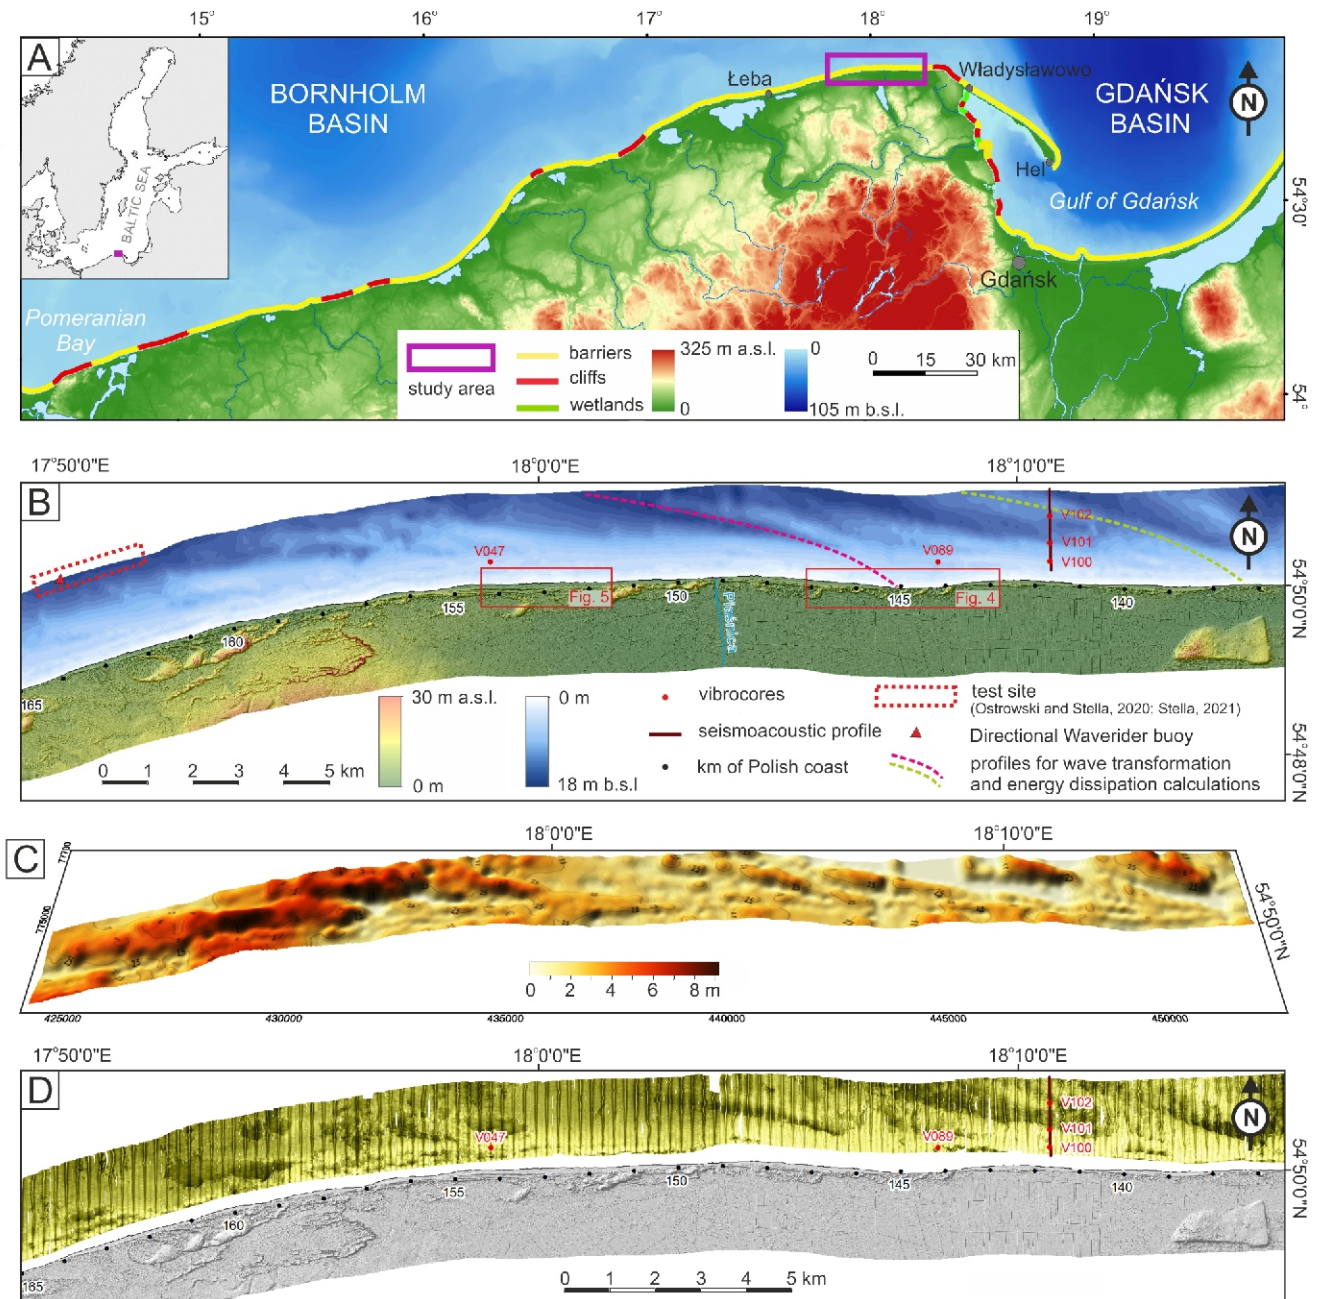 15° 16° 17° 18° 19°
A
BORNHOLM
BASIN
Łeba
Władysławowo
GDAŃSK
BASIN
N
BALTIC SEA
Hel
Gulf of Gdańsk
54°30'
Gdańsk
Pomeranian
Bay
study area
barriers
cliffs
wetlands
325 m a.s.l.
0
0
105 m b.s.l.
0 15 30 km
54°
17°50'0"E 18°0'0"E 18°10'0"E
B
V102
V101
V100
V047
V089
N
Fig. 5
Fig. 4
155
150
145
140
160
165
Piaśnica
54°50'0"N
30 m a.s.l.
0 m
0 m
18 m b.s.l
0 1 2 3 4 5 km
vibrocores
seismoacoustic profile
km of Polish coast
test site
(Ostrowski and Stella, 2020; Stella, 2021)
Directional Waverider buoy
profiles for wave transformation
and energy dissipation calculations
54°48'0"N
18°0'0"E 18°10'0"E
C
775000
54°50'0"N
0 2 4 6 8 m
425000 430000 435000 440000 445000 450000
17°50'0"E 18°0'0"E 18°10'0"E
D
V102
V101
V100
V047
V089
N
54°50'0"N
155
150
145
140
160
165
0 1 2 3 4 5 km